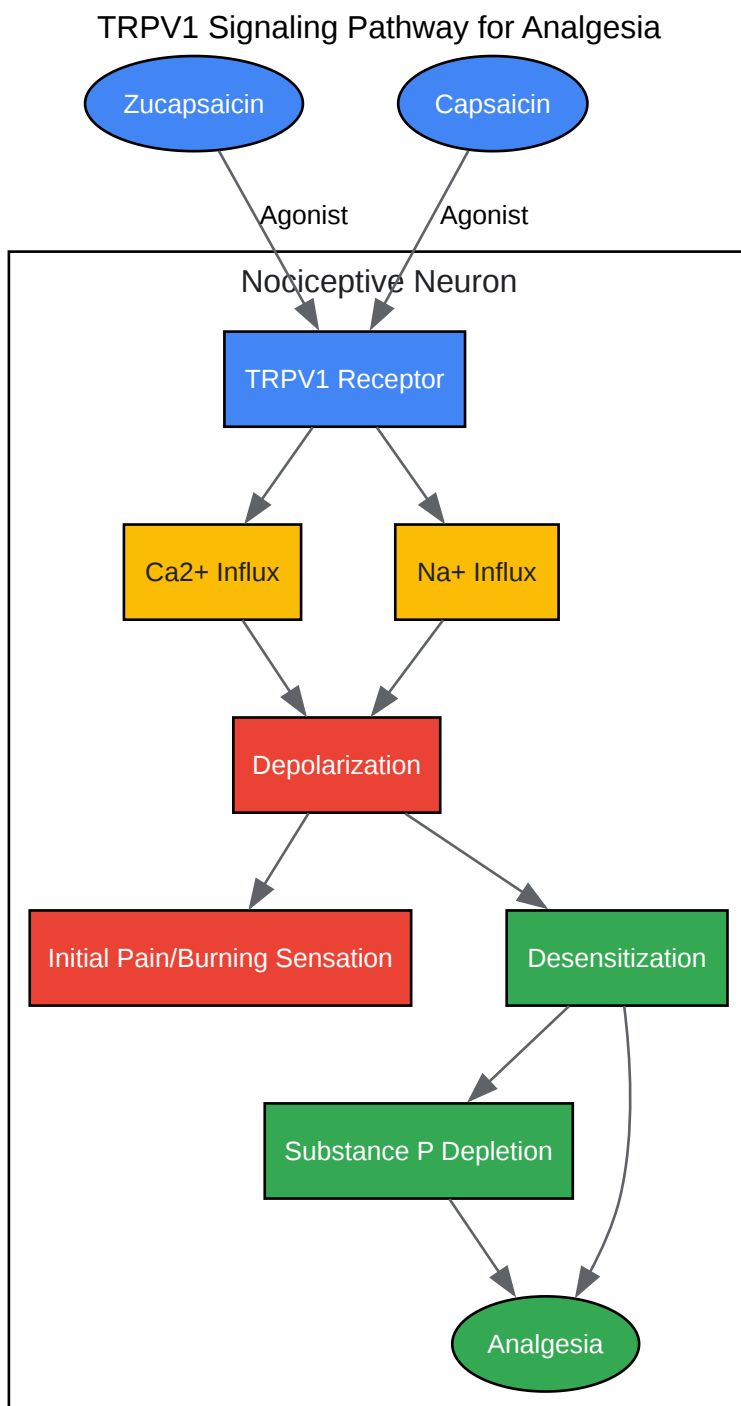 TRPV1 Signaling Pathway for Analgesia
Zucapsaicin
Capsaicin
Agonist
Agonist
Nociceptive Neuron
TRPV1 Receptor
Ca2+ Influx
Na+ Influx
Depolarization
Initial Pain/Burning Sensation
Desensitization
Substance P Depletion
Analgesia